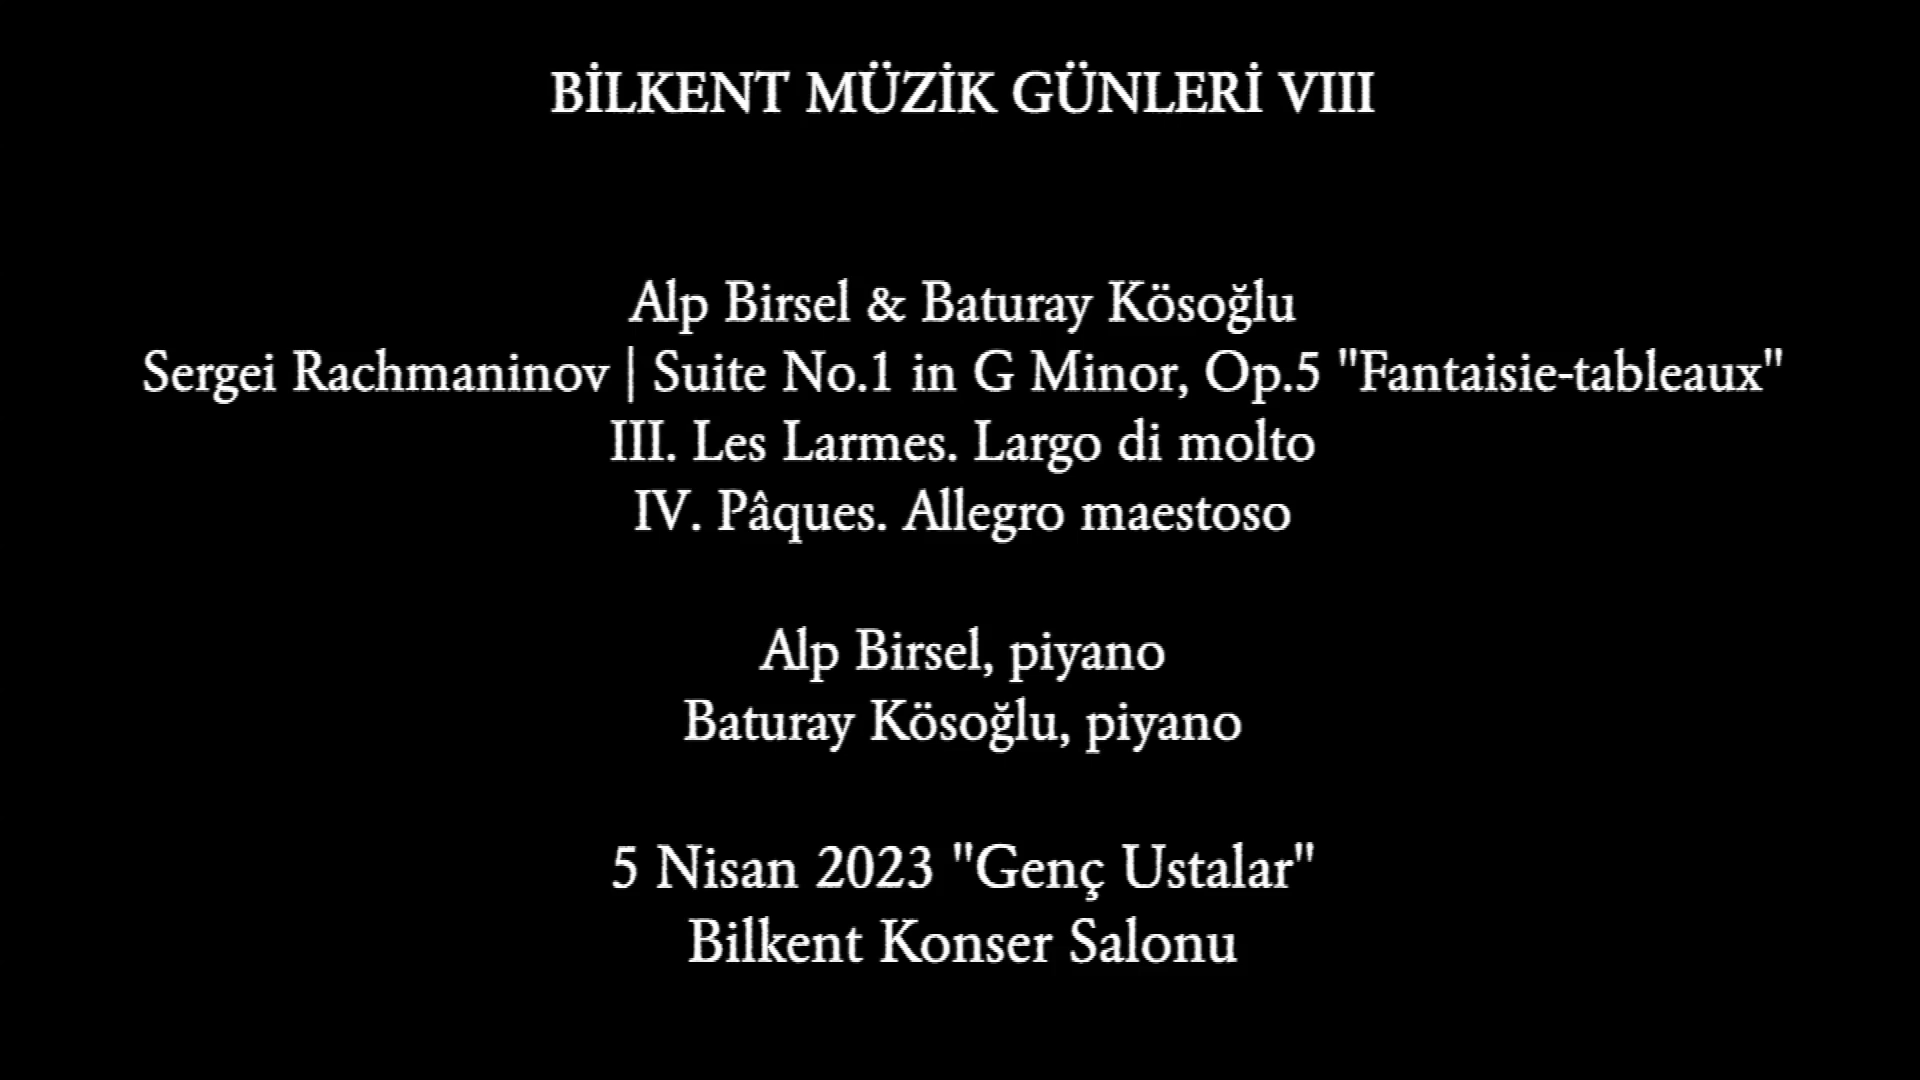 BİLKENT MÜZİK GÜNLERİ VIII
Alp Birsel & Baturay Kösoğlu
Sergei Rachmaninov | Suite No.1 in G Minor, Op.5 "Fantaisie-tableaux"
III. Les Larmes. Largo di molto
IV. Pâques. Allegro maestoso
Alp Birsel, piyano
Baturay Kösoğlu, piyano
5 Nisan 2023 "Genç Ustalar"
Bilkent Konser Salonu